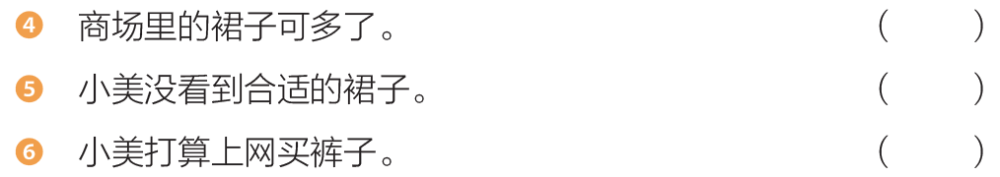 4 商场里的裙子可多了。 (  )
5 小美没看到合适的裙子。 (  )
6 小美打算上网买裤子。 (  )